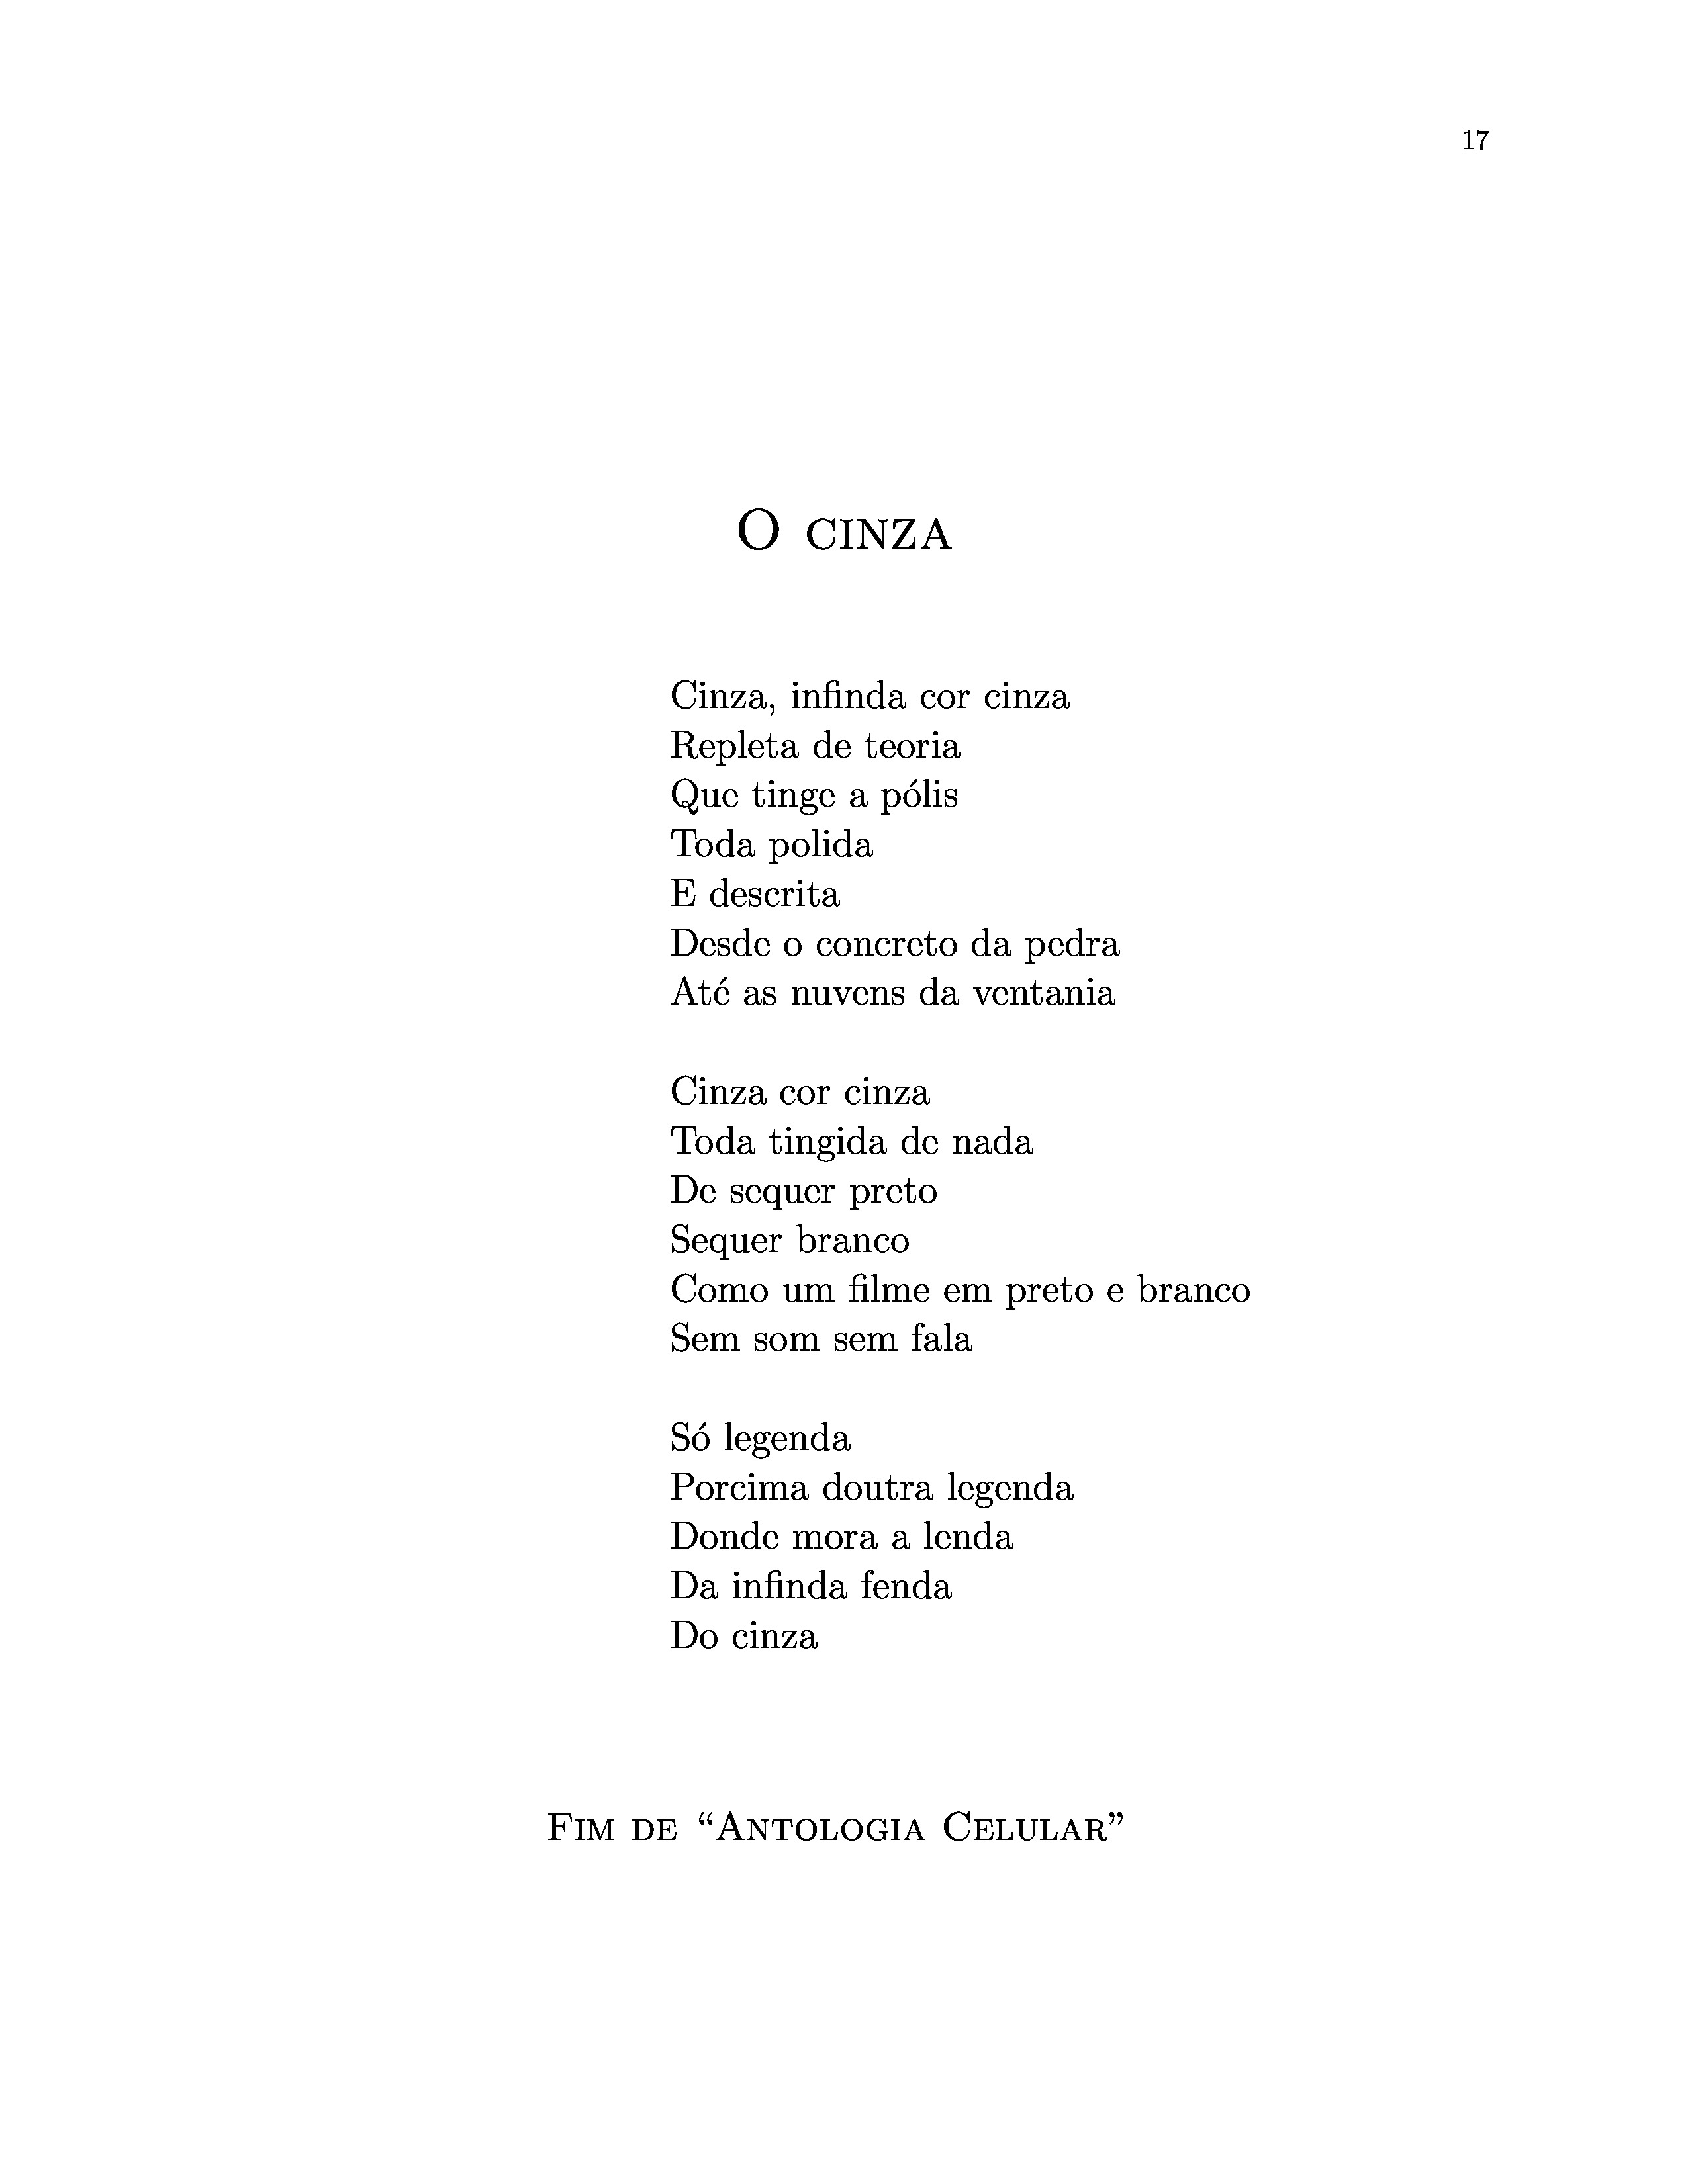 17
O CINZA
Cinza, infinda cor cinza
Repleta de teoria
Que tinge a pólis
Toda polida
E descrita
Desde o concreto da pedra
Até as nuvens da ventania
Cinza cor cinza
Toda tingida de nada
De sequer preto
Sequer branco
Como um filme em preto e branco
Sem som sem fala
Só legenda
Porcima doutra legenda
Donde mora a lenda
Da infinda fenda
Do cinza
FIM DE “ANTOLOGIA CELULAR”